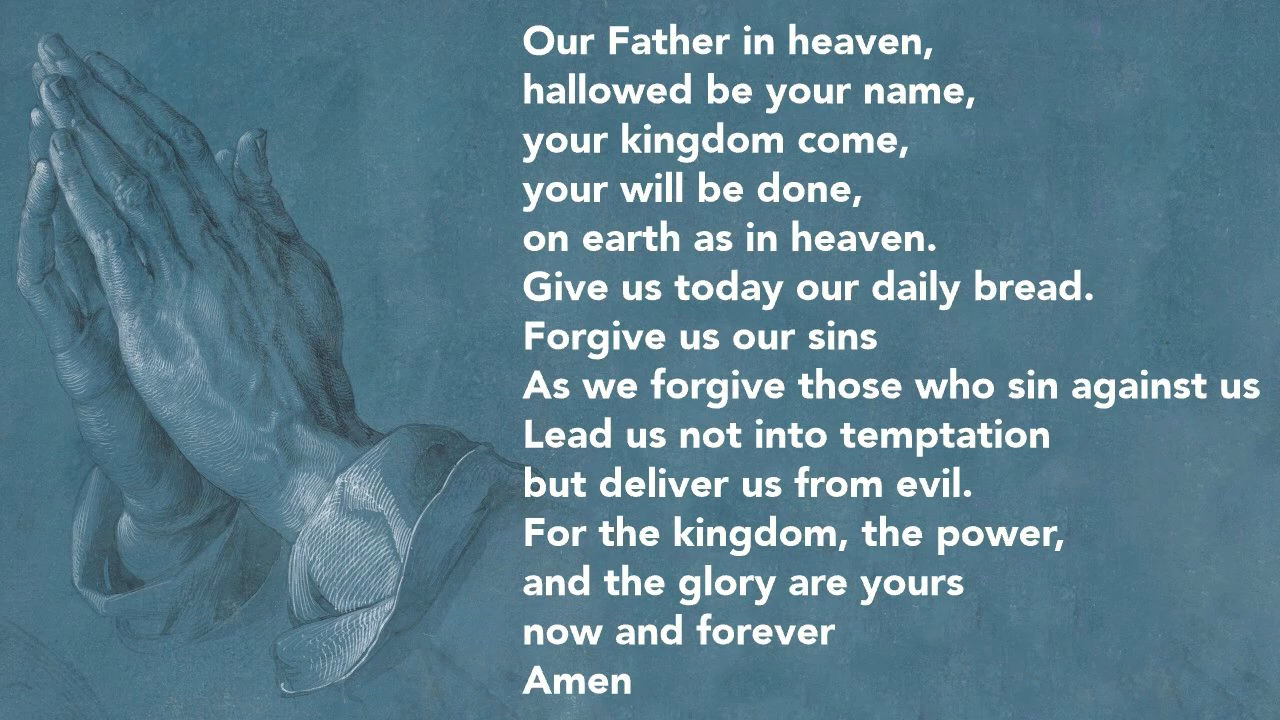 Our Father in heaven,
hallowed be your name,
your kingdom come,
your will be done,
on earth as in heaven.
Give us today our daily bread.
Forgive us our sins
As we forgive those who sin against us
Lead us not into temptation
but deliver us from evil.
For the kingdom, the power,
and the glory are yours
now and forever
Amen